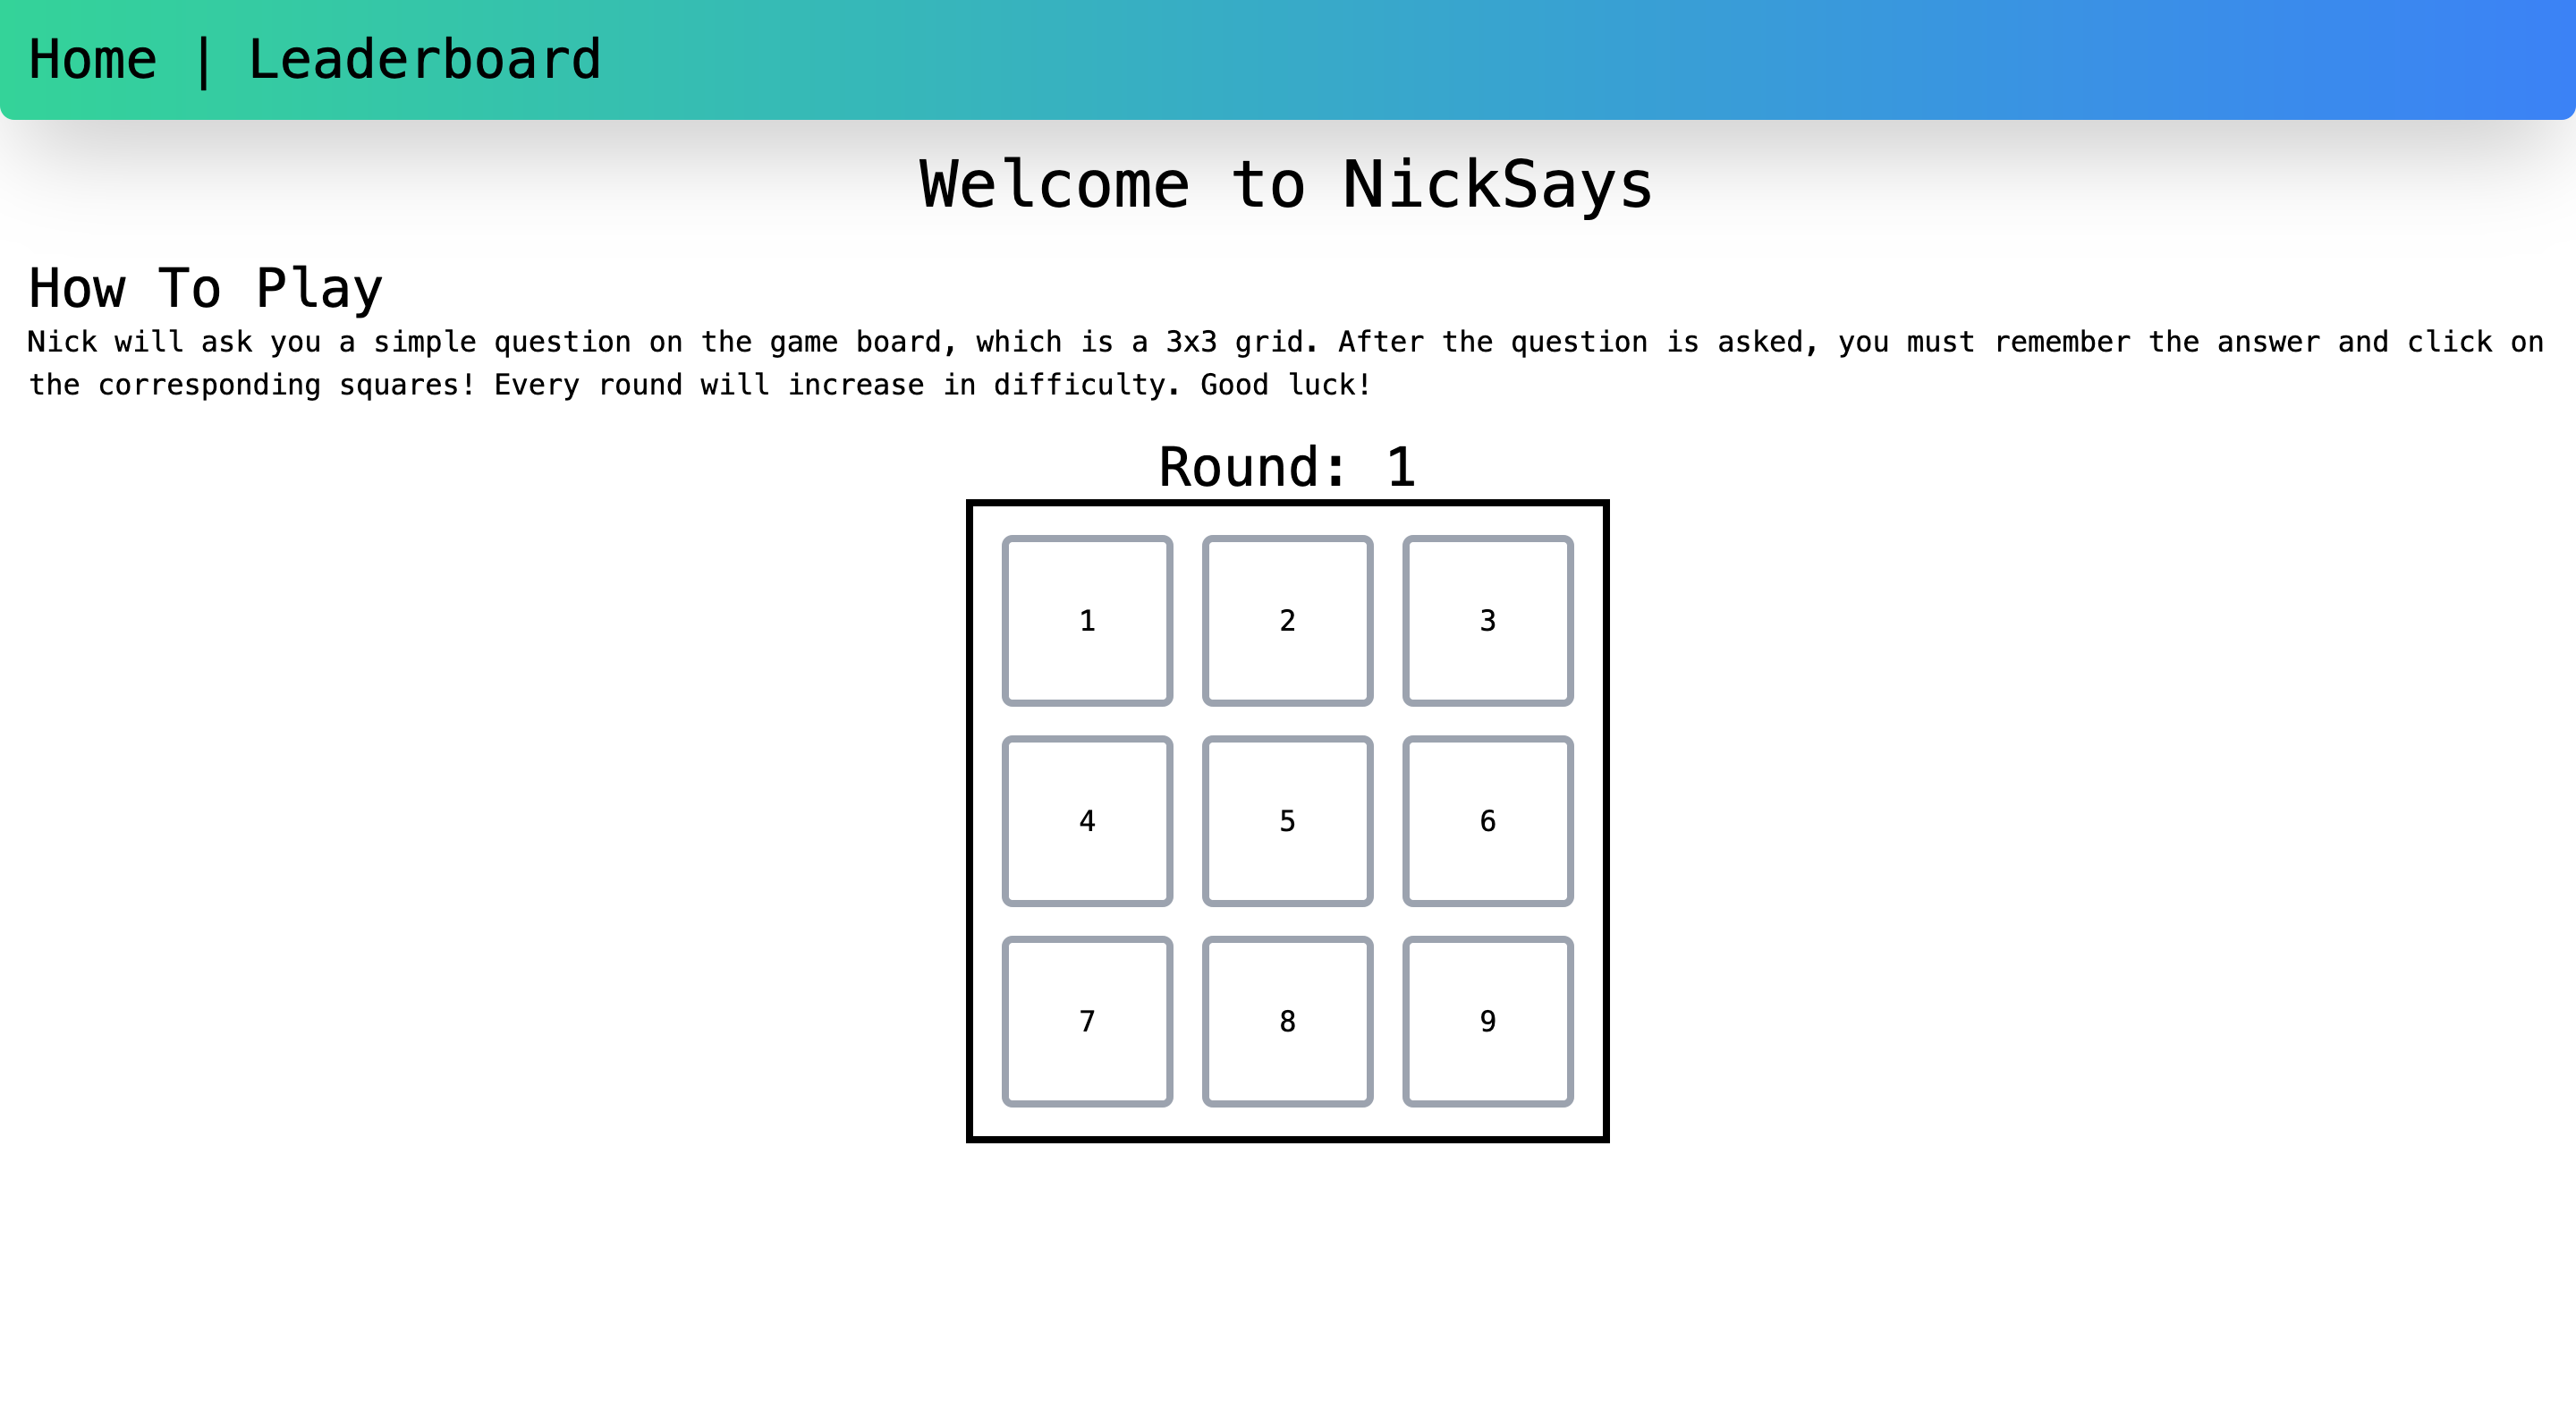 Home | Leaderboard
Welcome to NickSays
How To Play
Nick will ask you a simple question on the game board, which is a 3x3 grid. After the question is asked, you must remember the answer and click on
the corresponding squares! Every round will increase in difficulty. Good luck!
Round: 1
1 2 3
4 5 6
7 8 9